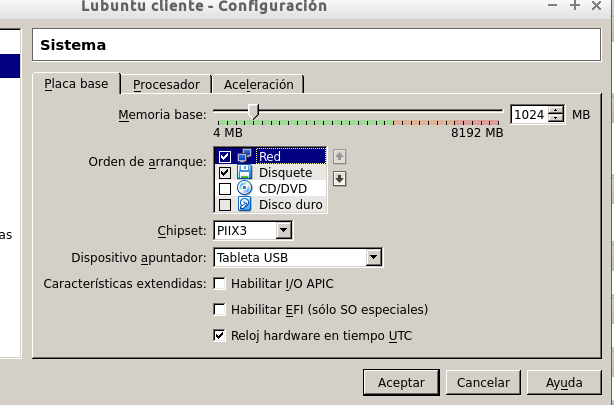 Lubuntu cliente - Configuración
Sistema
Placa base Procesador Aceleración
Memoria base: 1024 MB
4 MB 8192 MB
Orden de arranque: Red
Disquete
CD/DVD
Disco duro
as
Chipset: PIIX3
Dispositivo apuntador: Tableta USB
Características extendidas: Habilitar I/O APIC
Habilitar EFI (sólo SO especiales)
Reloj hardware en tiempo UTC
Aceptar Cancelar Ayuda